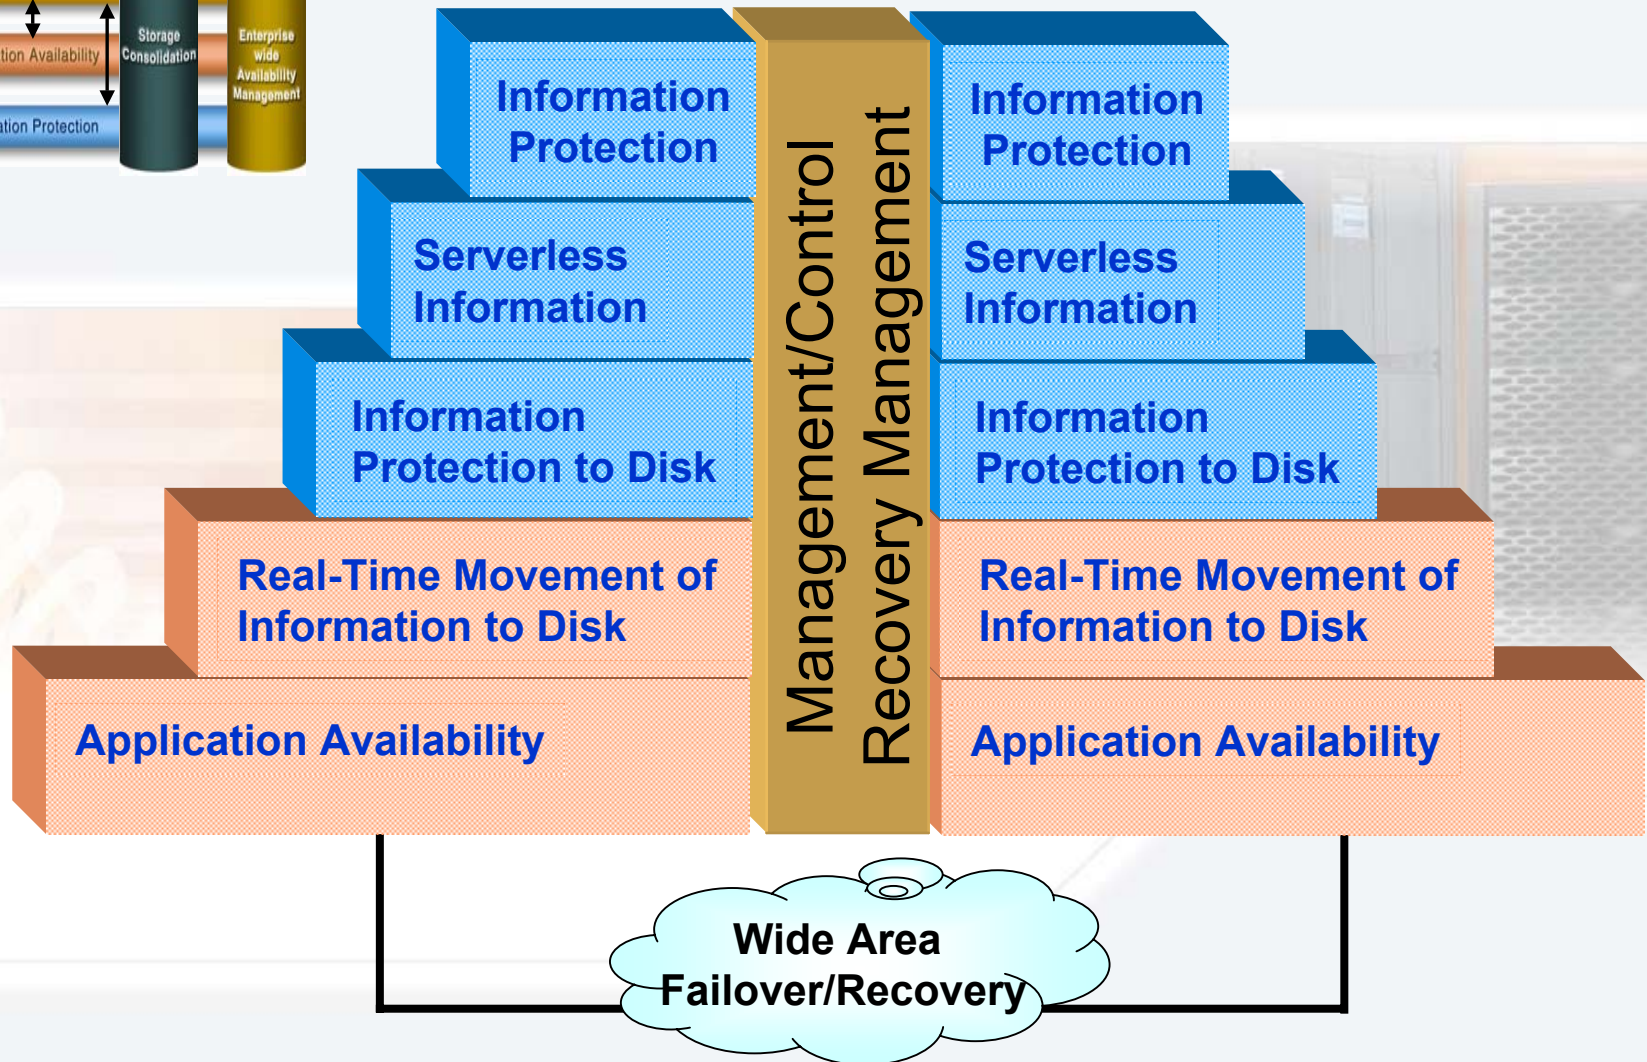 Storage
Consolidation
Enterprise
wide
Availability
Management
Availability
Protection
Information
Protection
Serverless
Information
Information
Protection to Disk
Real-Time Movement of
Information to Disk
Application Availability
Management/Control
Recovery Management
Information
Protection
Serverless
Information
Information
Protection to Disk
Real-Time Movement of
Information to Disk
Application Availability
Wide Area
Failover/Recovery